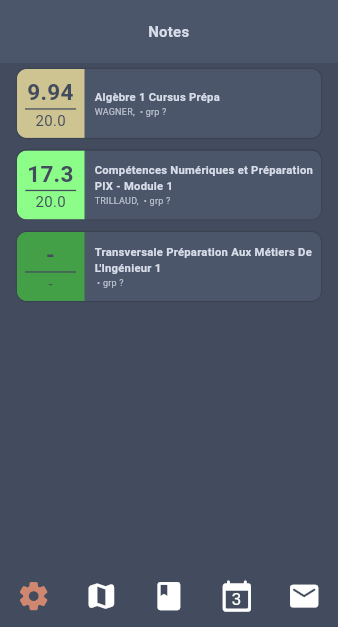 Notes
9.94
20.0
Algèbre 1 Cursus Prépa
WAGNER, • grp ?
17.3
20.0
Compétences Numériques et Préparation
PIX - Module 1
TRILLAUD, • grp ?
-
-
Transversale Préparation Aux Métiers De
L'Ingénieur 1
• grp ?
3